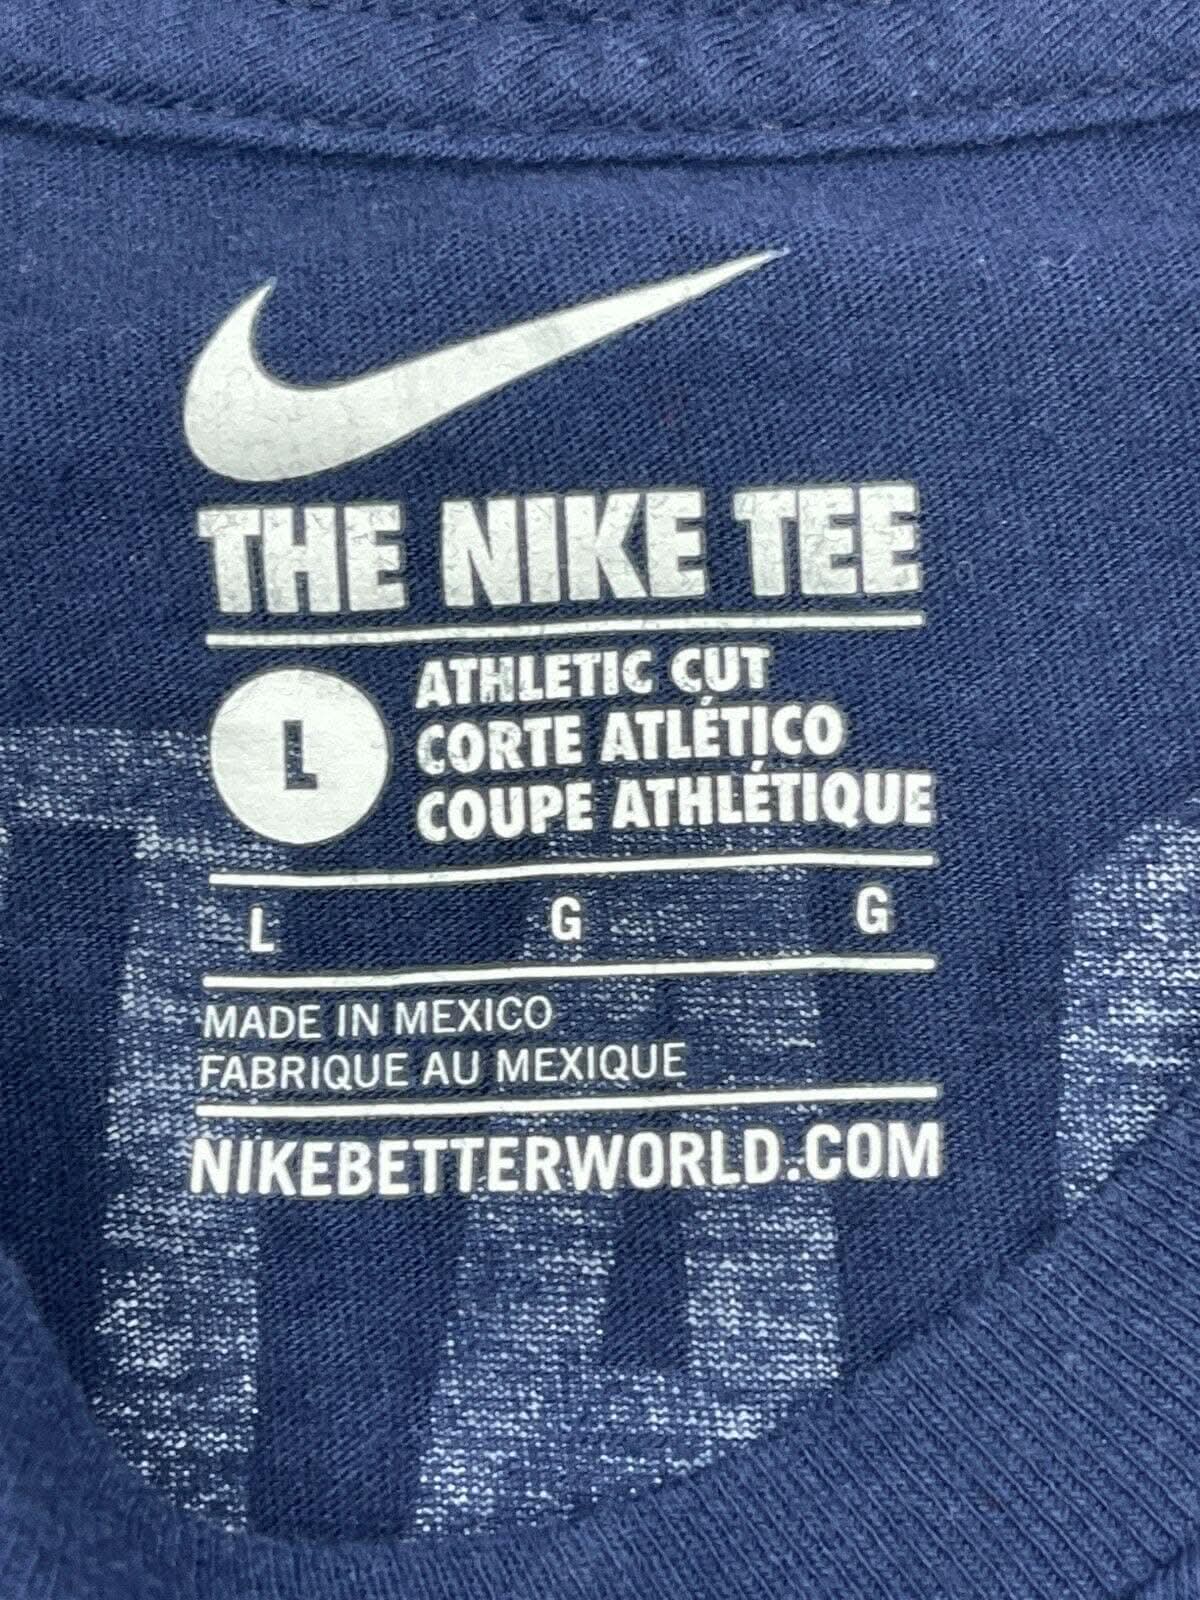 THE NIKE TEE
L
ATHLETIC CUT
CORTE ATLÉTICO
COUPE ATHLÉTIQUE
L G G
MADE IN MEXICO
FABRIQUE AU MEXIQUE
NIKEBETTERWORLD.COM